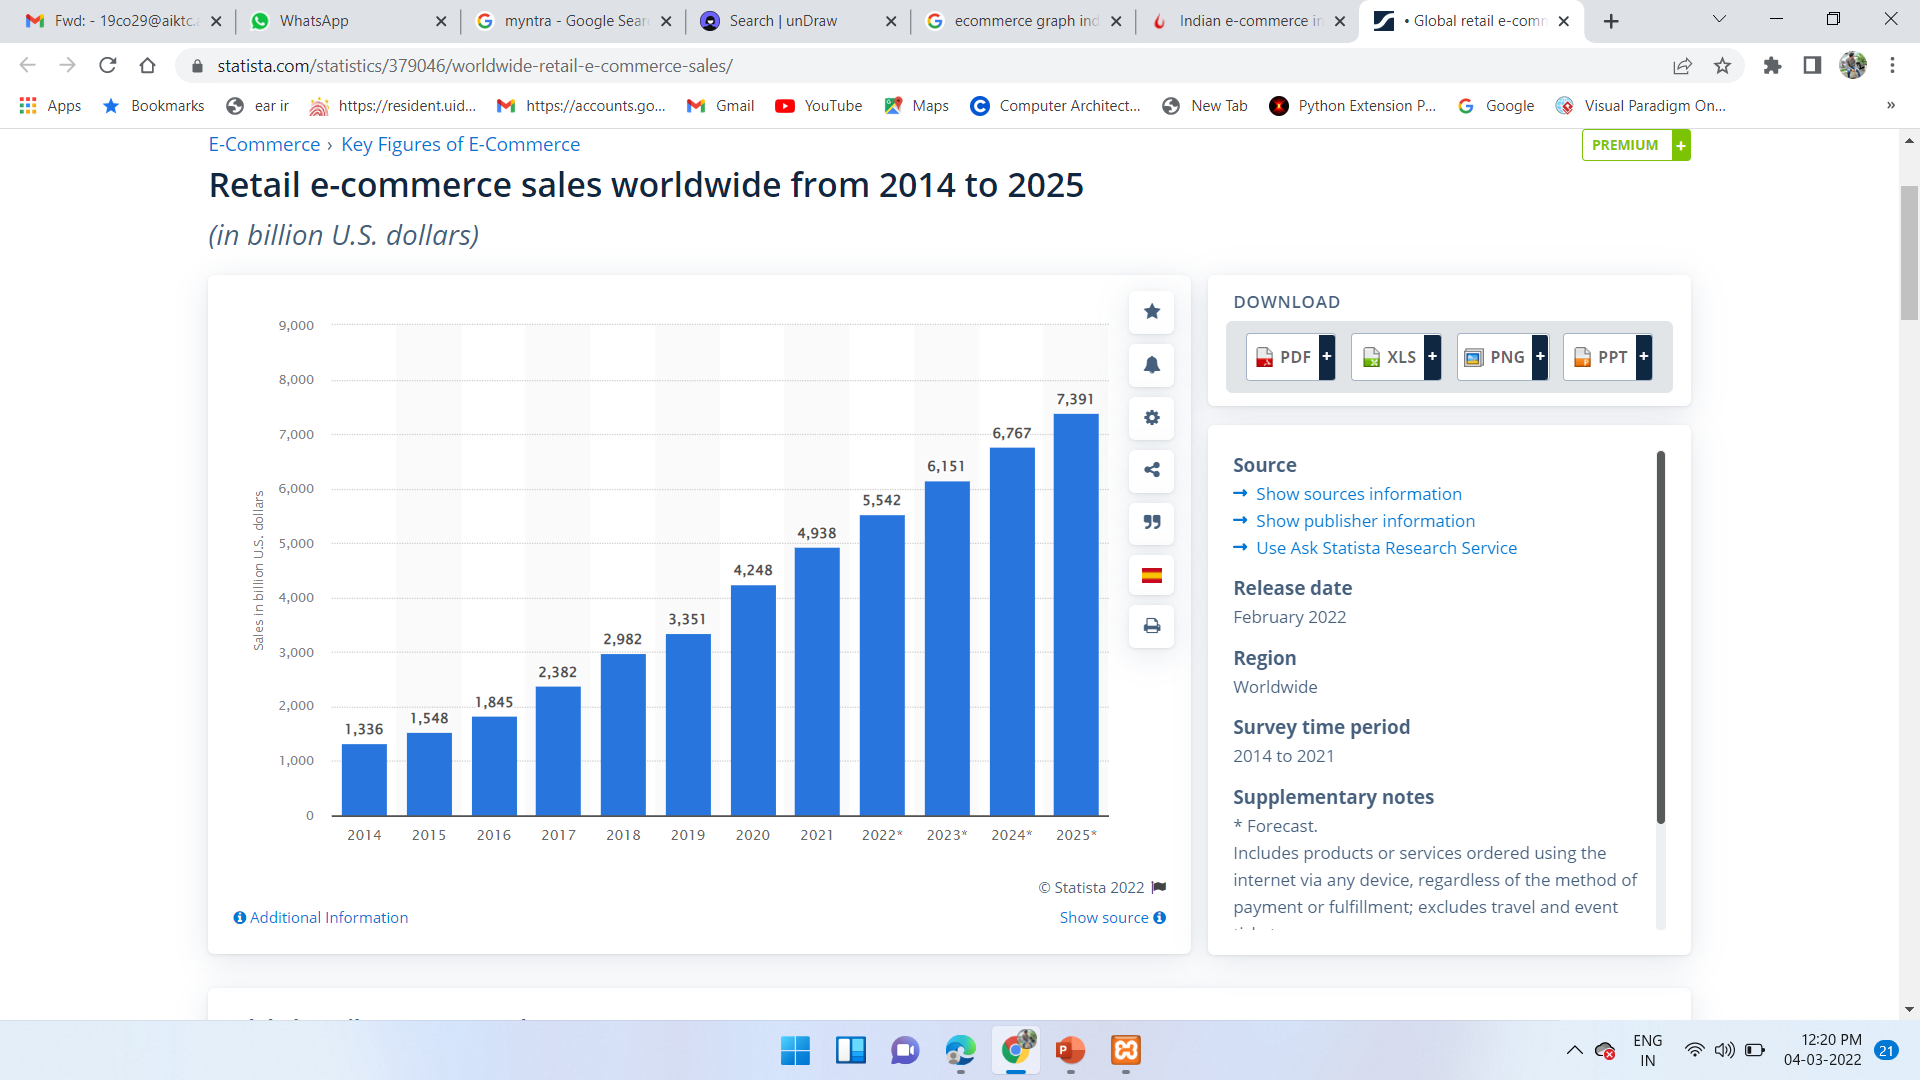 Fwd: - 19co29@aiktc.
WhatsApp
myntra - Google Sear
Search | unDraw
ecommerce graph ind
Indian e-commerce in
• Global retail e-comm
statista.com/statistics/379046/worldwide-retail-e-commerce-sales/
Apps
Bookmarks
ear ir
https://resident.uid...
https://accounts.go...
Gmail
YouTube
Maps
Computer Architect...
New Tab
Python Extension P...
Google
Visual Paradigm On...
»
E-Commerce › Key Figures of E-Commerce
PREMIUM +
Retail e-commerce sales worldwide from 2014 to 2025
(in billion U.S. dollars)
Sales in billion U.S. dollars
9,000
8,000
7,000
6,000
5,000
4,000
3,000
2,000
1,000
0
1,336
1,548
1,845
2,382
2,982
3,351
4,248
4,938
5,542
6,151
6,767
7,391
2014 2015 2016 2017 2018 2019 2020 2021 2022* 2023* 2024* 2025*
© Statista 2022
Additional Information
Show source
DOWNLOAD
PDF + XLS + PNG + PPT +
Source
Show sources information
Show publisher information
Use Ask Statista Research Service
Release date
February 2022
Region
Worldwide
Survey time period
2014 to 2021
Supplementary notes
* Forecast.
Includes products or services ordered using the
internet via any device, regardless of the method of
payment or fulfillment; excludes travel and event
ENG
IN
12:20 PM
04-03-2022
21